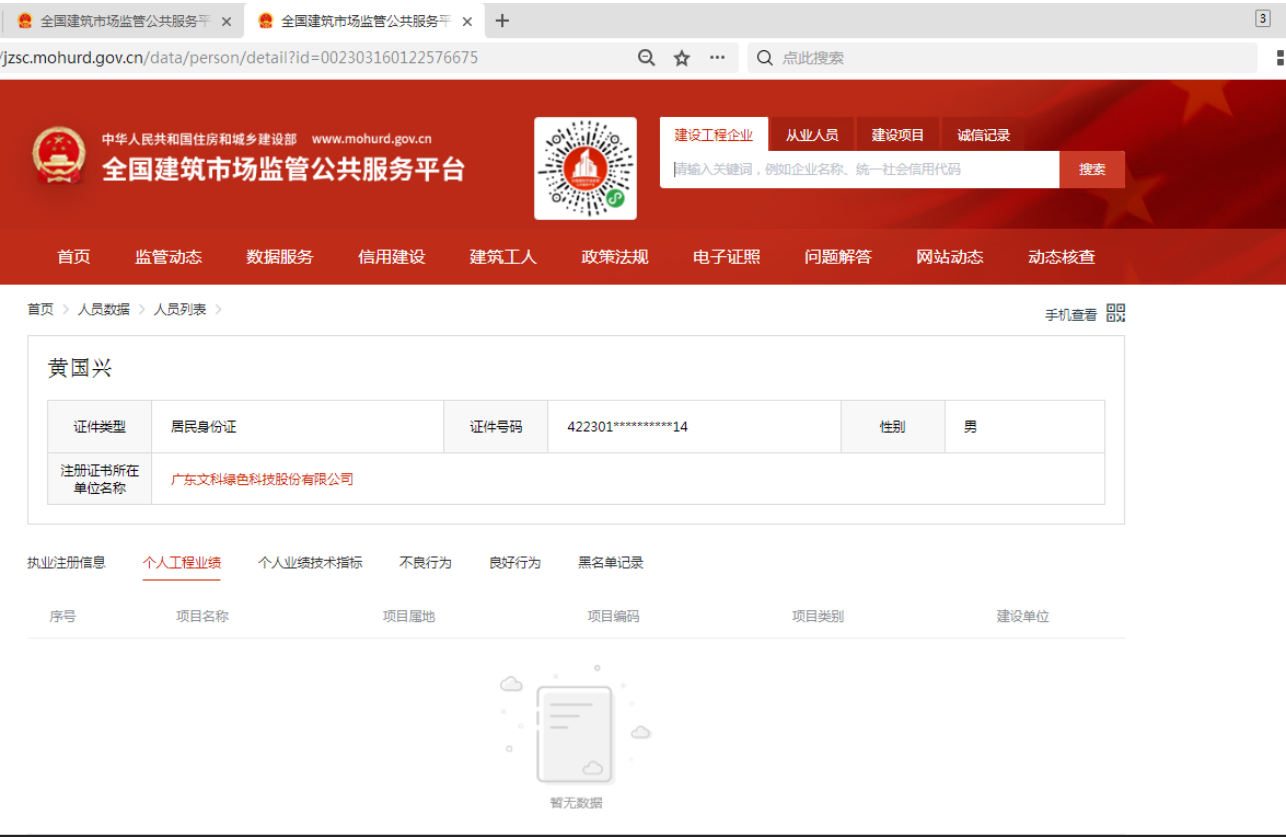 全国建筑市场监管公共服务平 × 全国建筑市场监管公共服务平 × + 3
/jzsc.mohurd.gov.cn/data/person/detail?id=002303160122576675 ··· 点此搜索
中华人民共和国住房和城乡建设部 www.mohurd.gov.cn
全国建筑市场监管公共服务平台
建设工程企业 从业人员 建设项目 诚信记录
请输入关键词，例如企业名称、统一社会信用代码 搜索
首页 监管动态 数据服务 信用建设 建筑工人 政策法规 电子证照 问题解答 网站动态 动态核查
首页 > 人员数据 > 人员列表 > 手机查看
黄国兴
证件类型 居民身份证 证件号码 422301**********14 性别 男
注册证书所在
单位名称 广东文科绿色科技股份有限公司
执业注册信息 个人工程业绩 个人业绩技术指标 不良行为 良好行为 黑名单记录
序号 项目名称 项目属地 项目编码 项目类别 建设单位
暂无数据